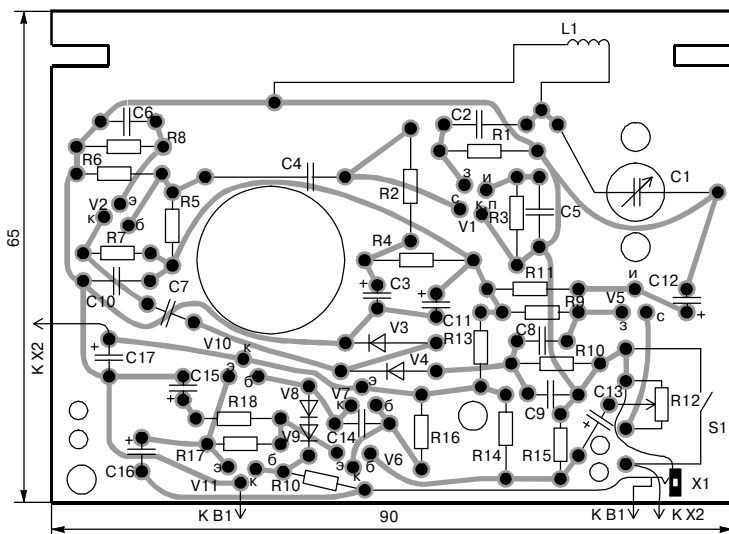 L1
C6
C2
R8
R1
R6
C4
C1
э
V2
к
б
R5
R2
з
и
с
V1
к
п
R3
C5
R7
R4
65
C10
C7
C3
R11
C12
и
+
+
C11
R9
V5
з
с
+
К X2
V10
V3
R13
C8
+
C17
к
V4
R10
C15
+
э
б
V8
V7
э
к
б
C9
C13
R12
+
R18
V9
C14
R16
S1
R17
+
C16
э
к
б
V11
R10
э
к
б
V6
R14
R15
X1
К B1
90
К B1
К X2